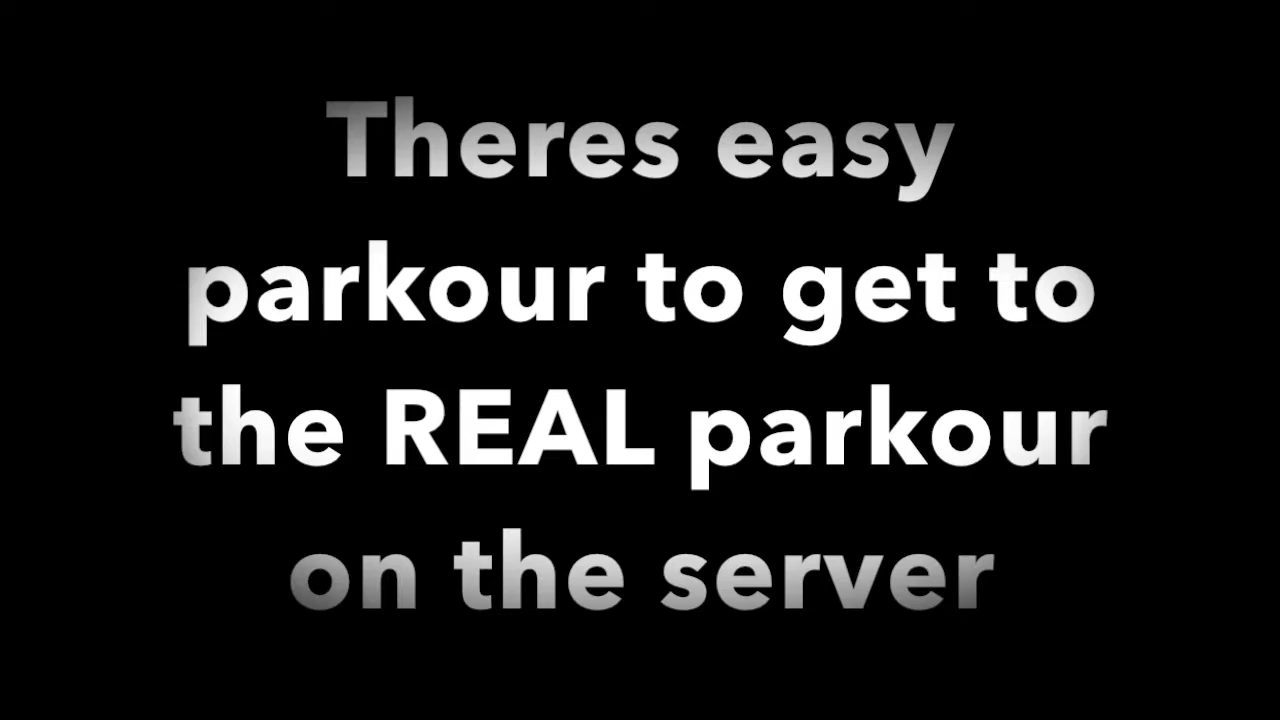 Theres easy
parkour to get to
the REAL parkour
on the server